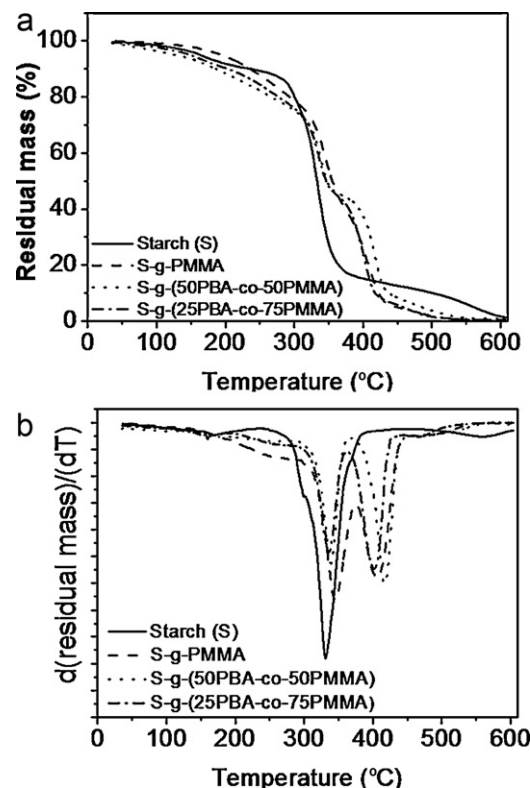 a
100
80
60
40
20
0
Residual mass (%)
Starch (S)
S-g-PMMA
S-g-(50PBA-co-50PMMA)
S-g-(25PBA-co-75PMMA)
0 100 200 300 400 500 600
Temperature (ºC)
b
d(residual mass)/(dT)
Starch (S)
S-g-PMMA
S-g-(50PBA-co-50PMMA)
S-g-(25PBA-co-75PMMA)
0 100 200 300 400 500 600
Temperature (ºC)